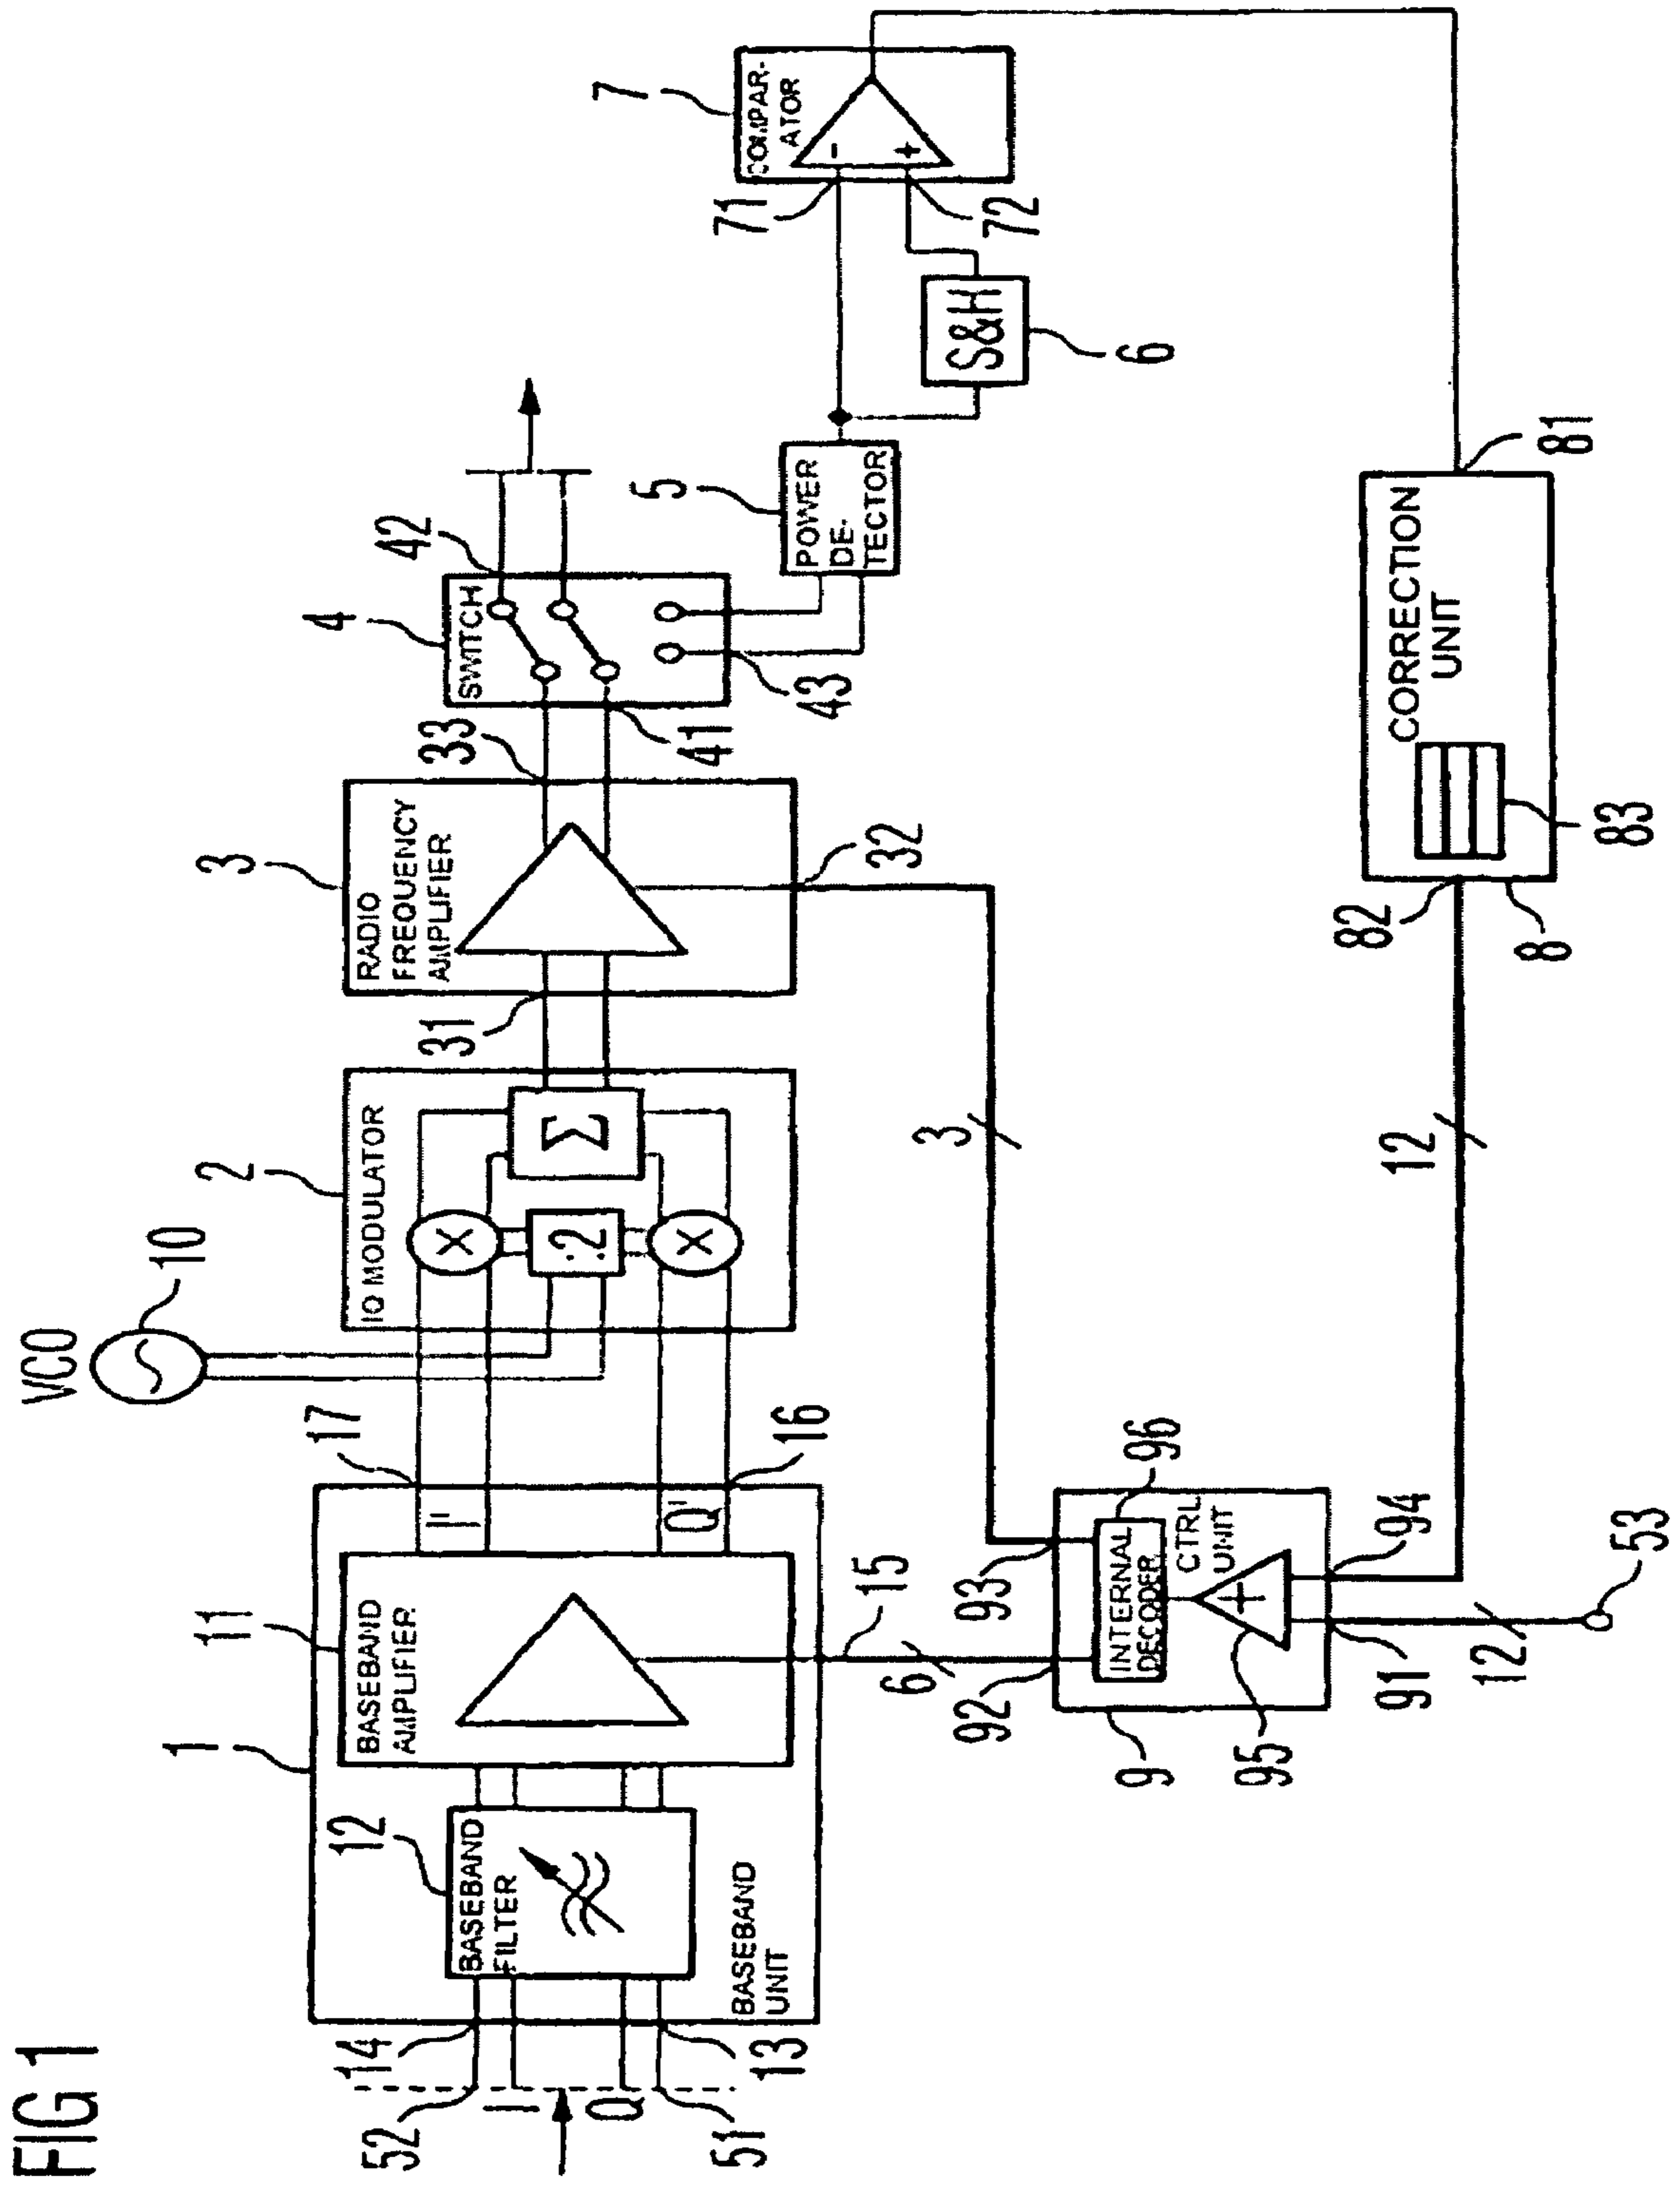 FIG 1
VCO
10
1
11
17
2
3
33
4
42
5
7
BASEBAND
AMPLIFIER
IQ MODULATOR
RADIO
FREQUENCY
AMPLIFIER
SWITCH
COMPAR-
ATOR
12
BASEBAND
FILTER
14
52
I
Q
51
13
BASEBAND
UNIT
I'
Q'
16
X
:2
X
Σ
31
32
41
43
POWER
DE-
TECTOR
71
72
-
+
S&H
6
15
6
3
92
93
96
INTERNAL
DECODER
CTRL
UNIT
+
9
95
91
94
12
53
12
82
8
83
CORRECTION
UNIT
81